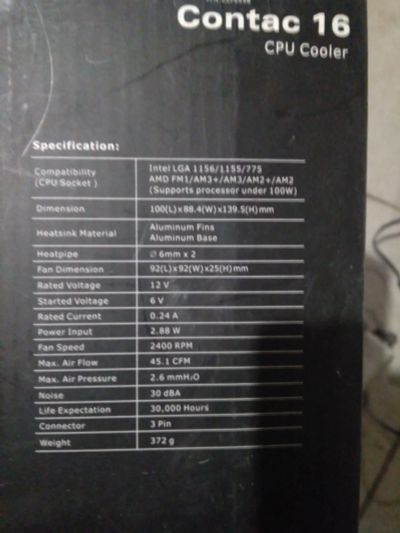 Contac 16
CPU Cooler
Specification:
Compatibility
(CPU Socket )
Intel LGA 1156/1155/775
AMD FM1/AM3+/AM3/AM2+/AM2
(Supports processor under 100W)
Dimension 100(L)x88.4(W)x139.5(H)mm
Heatsink Material
Aluminum Fins
Aluminum Base
Heatpipe ∅ 6mm x 2
Fan Dimension 92(L)x92(W)x25(H)mm
Rated Voltage 12 V
Started Voltage 6 V
Rated Current 0.24 A
Power Input 2.88 W
Fan Speed 2400 RPM
Max. Air Flow 45.1 CFM
Max. Air Pressure 2.6 mmH₂O
Noise 30 dBA
Life Expectation 30,000 Hours
Connector 3 Pin
Weight 372 g